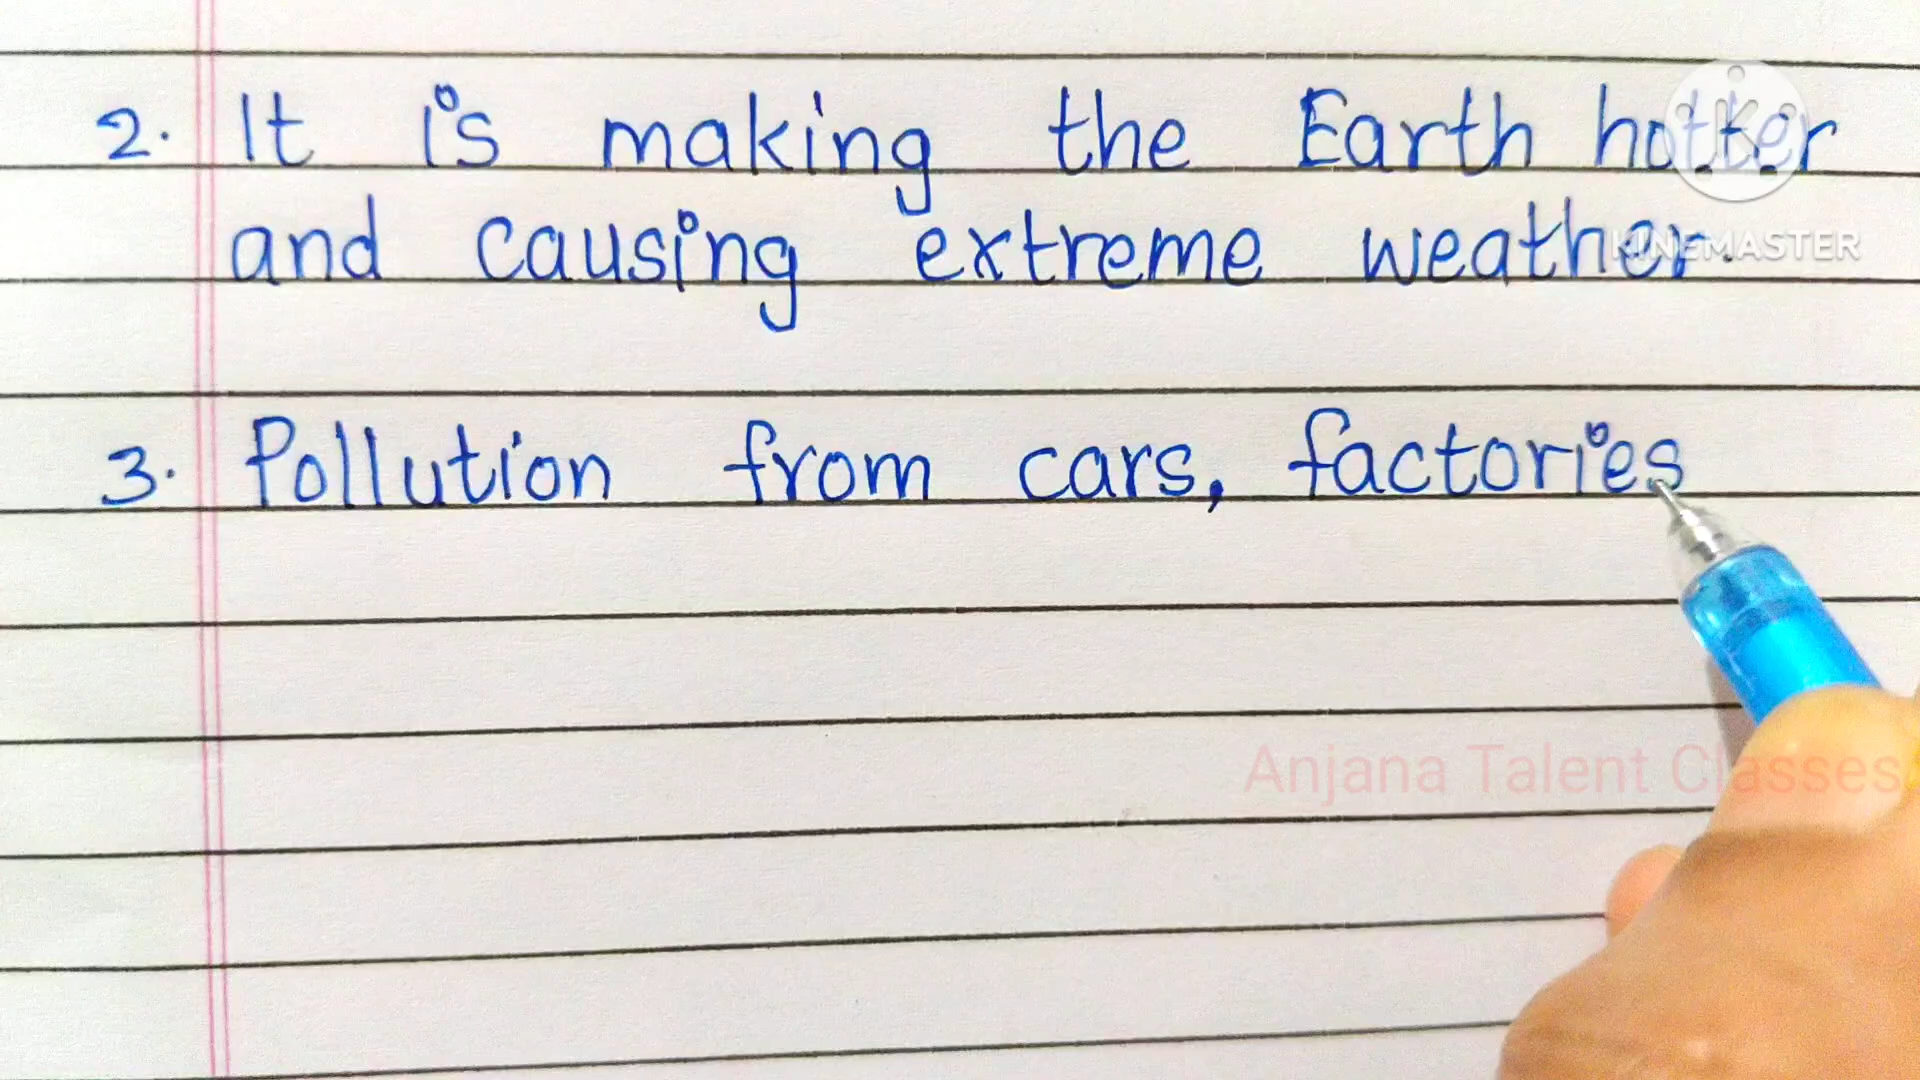 2. It is making the Earth hotter
and causing extreme weather.
KINEMASTER
3. Pollution from cars, factories
Anjana Talent Classes